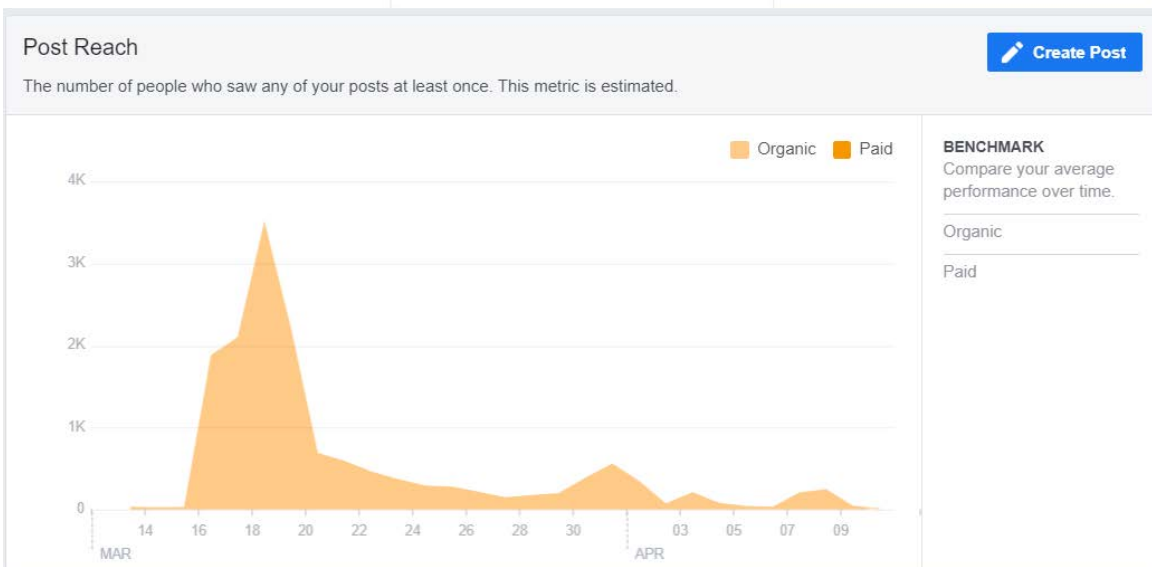 Post Reach
Create Post
The number of people who saw any of your posts at least once. This metric is estimated.
Organic Paid
BENCHMARK
Compare your average
performance over time.
Organic
Paid
4K
3K
2K
1K
0
14 16 18 20 22 24 26 28 30 03 05 07 09
MAR APR